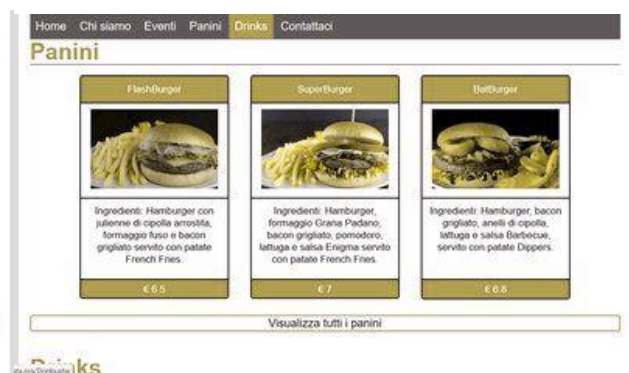 Home Chi siamo Eventi Panini Drinks Contattaci
Panini
FlashBurger
Ingredienti: Hamburger con
julienne di cipolla arrostita,
formaggio fuso e bacon
grigliato servito con patate
French Fries.
€ 6.5
SuperBurger
Ingredienti: Hamburger,
formaggio Grana Padano,
bacon grigliato, pomodoro,
lattuga e salsa Enigma servito
con patate French Fries.
€ 7
BatBurger
Ingredienti: Hamburger, bacon
grigliato, anelli di cipolla,
lattuga e salsa Barbecue,
servito con patate Dippers.
€ 6.8
Visualizza tutti i panini
Drinks